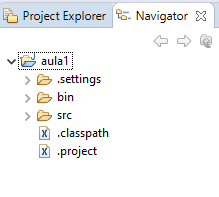 Project Explorer Navigator
aula1
.settings
bin
src
.classpath
.project